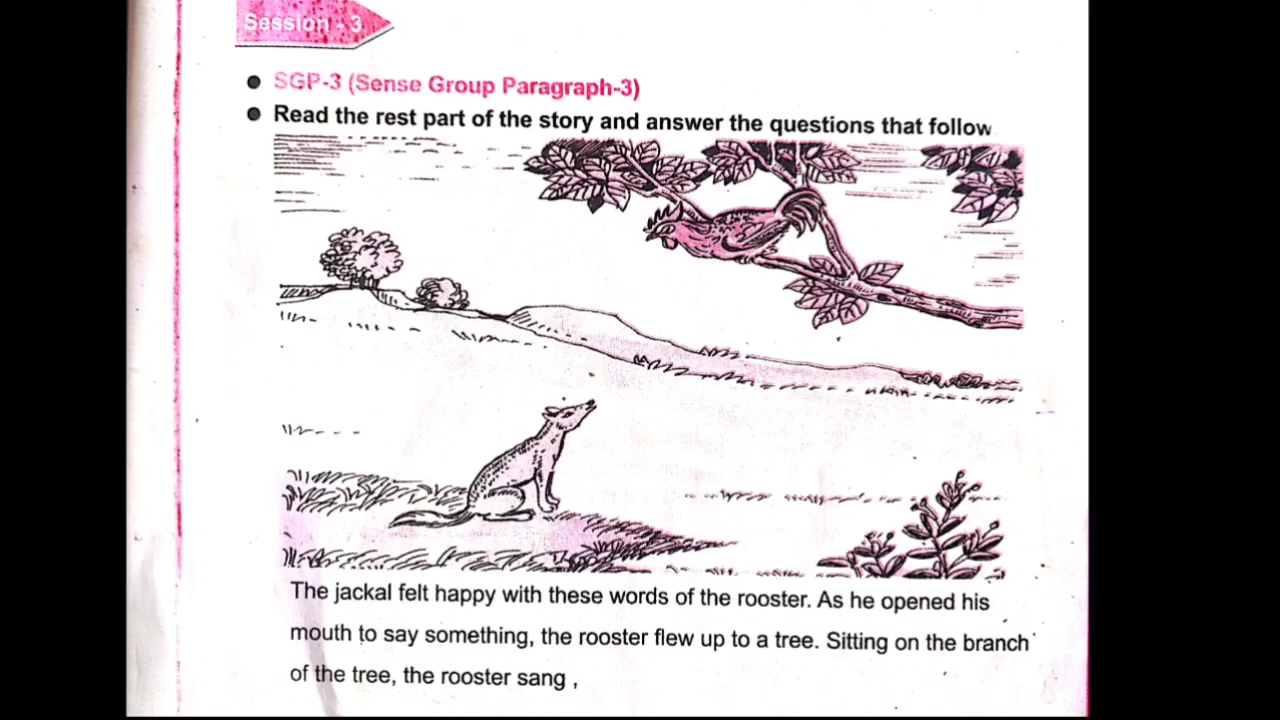 Session - 3
SGP-3 (Sense Group Paragraph-3)
Read the rest part of the story and answer the questions that follow
The jackal felt happy with these words of the rooster. As he opened his
mouth to say something, the rooster flew up to a tree. Sitting on the branch
of the tree, the rooster sang ,